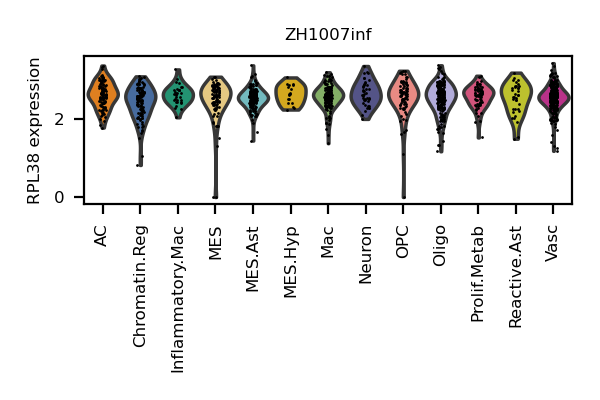 ZH1007inf
RPL38 expression
2
0
AC
Chromatin.Reg
Inflammatory.Mac
MES
MES.Ast
MES.Hyp
Mac
Neuron
OPC
Oligo
Prolif.Metab
Reactive.Ast
Vasc